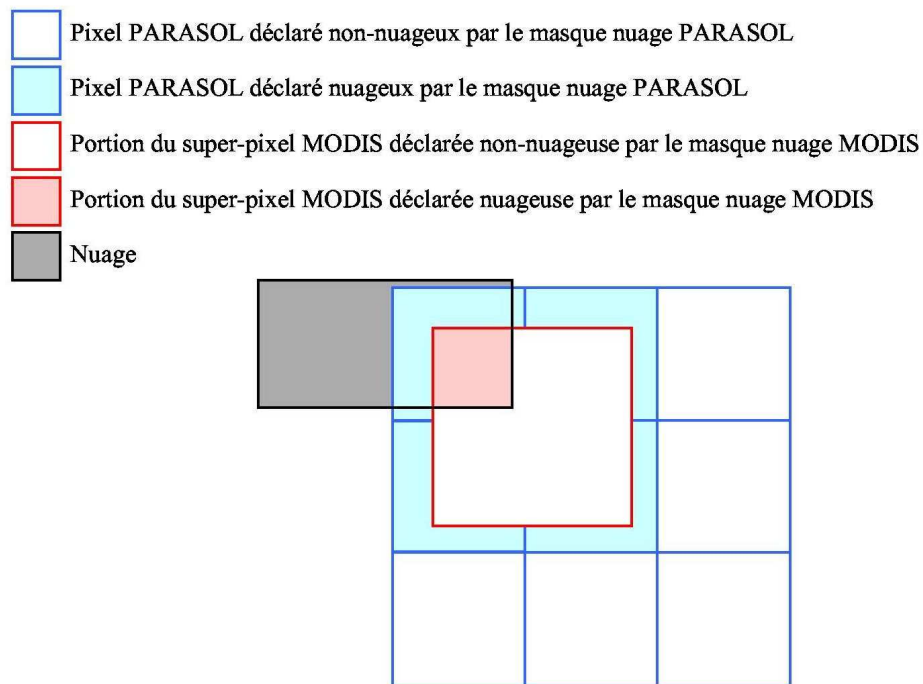 Pixel PARASOL déclaré non-nuageux par le masque nuage PARASOL
Pixel PARASOL déclaré nuageux par le masque nuage PARASOL
Portion du super-pixel MODIS déclarée non-nuageuse par le masque nuage MODIS
Portion du super-pixel MODIS déclarée nuageuse par le masque nuage MODIS
Nuage